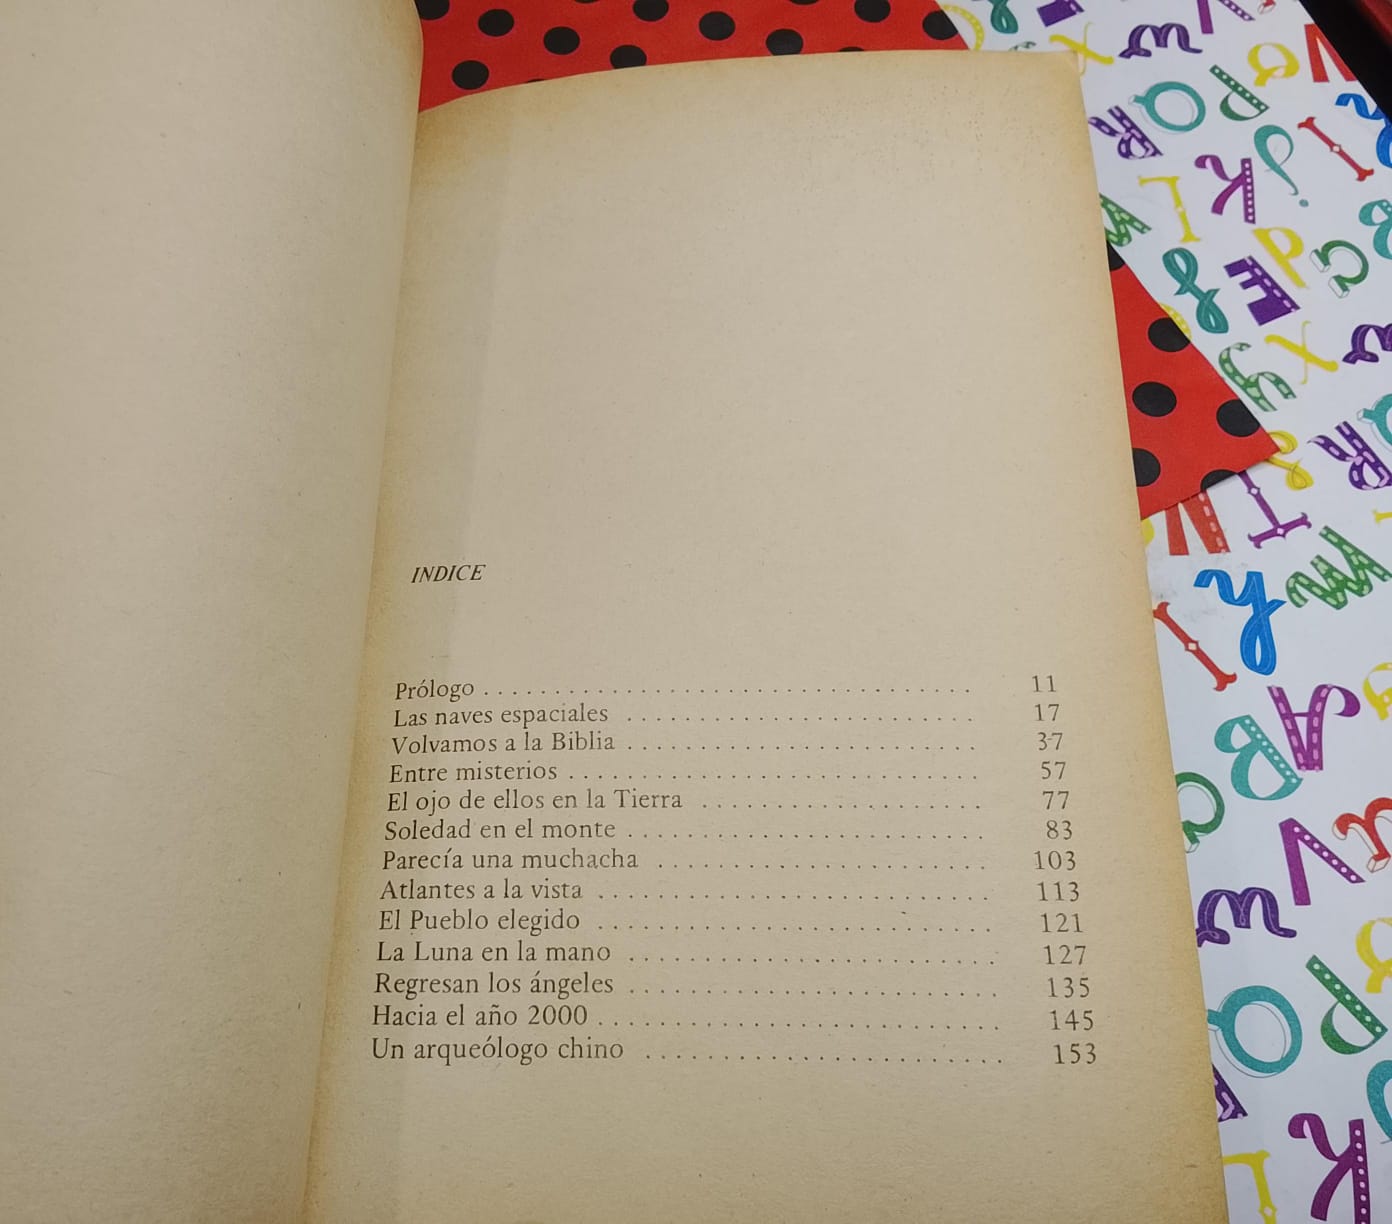 INDICE
Prólogo . . . . . . . . . . . . . . . . . . . . . . . . . . . . . . . . . . 11
Las naves espaciales . . . . . . . . . . . . . . . . . . . . . . . . 17
Volvamos a la Biblia . . . . . . . . . . . . . . . . . . . . . . . . 37
Entre misterios . . . . . . . . . . . . . . . . . . . . . . . . . . . . 57
El ojo de ellos en la Tierra . . . . . . . . . . . . . . . . . . . 77
Soledad en el monte . . . . . . . . . . . . . . . . . . . . . . . . 83
Parecía una muchacha . . . . . . . . . . . . . . . . . . . . . . 103
Atlantes a la vista . . . . . . . . . . . . . . . . . . . . . . . . . . 113
El Pueblo elegido . . . . . . . . . . . . . . . . . . . . . . . . . . 121
La Luna en la mano . . . . . . . . . . . . . . . . . . . . . . . . 127
Regresan los ángeles . . . . . . . . . . . . . . . . . . . . . . . . 135
Hacia el año 2000 . . . . . . . . . . . . . . . . . . . . . . . . . . 145
Un arqueólogo chino . . . . . . . . . . . . . . . . . . . . . . . 153